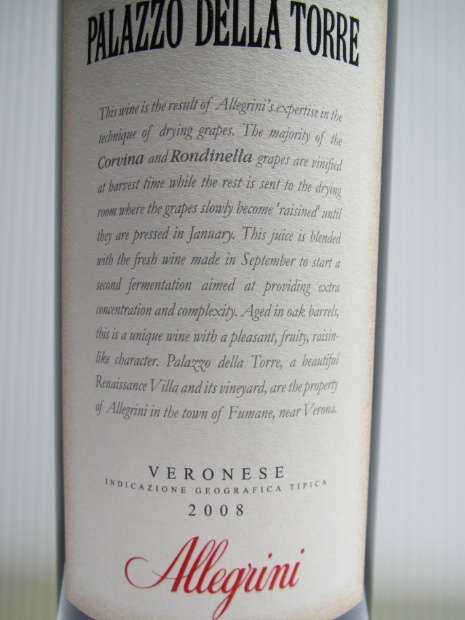 PALAZZO DELLA TORRE
This wine is the result of Allegrini's expertise in the
technique of drying grapes. The majority of the
Corvina and Rondinella grapes are vinified
at harvest time while the rest is sent to the drying
room where the grapes slowly become 'raisined' until
they are pressed in January. This juice is blended
with the fresh wine made in September to start a
second fermentation aimed at providing extra
concentration and complexity. Aged in oak barrels,
this is a unique wine with a pleasant, fruity, raisin-
like character. Palazzo della Torre, a beautiful
Renaissance Villa and its vineyard, are the property
of Allegrini in the town of Fumane, near Verona.
VERONESE
INDICAZIONE GEOGRAFICA TIPICA
2008
Allegrini